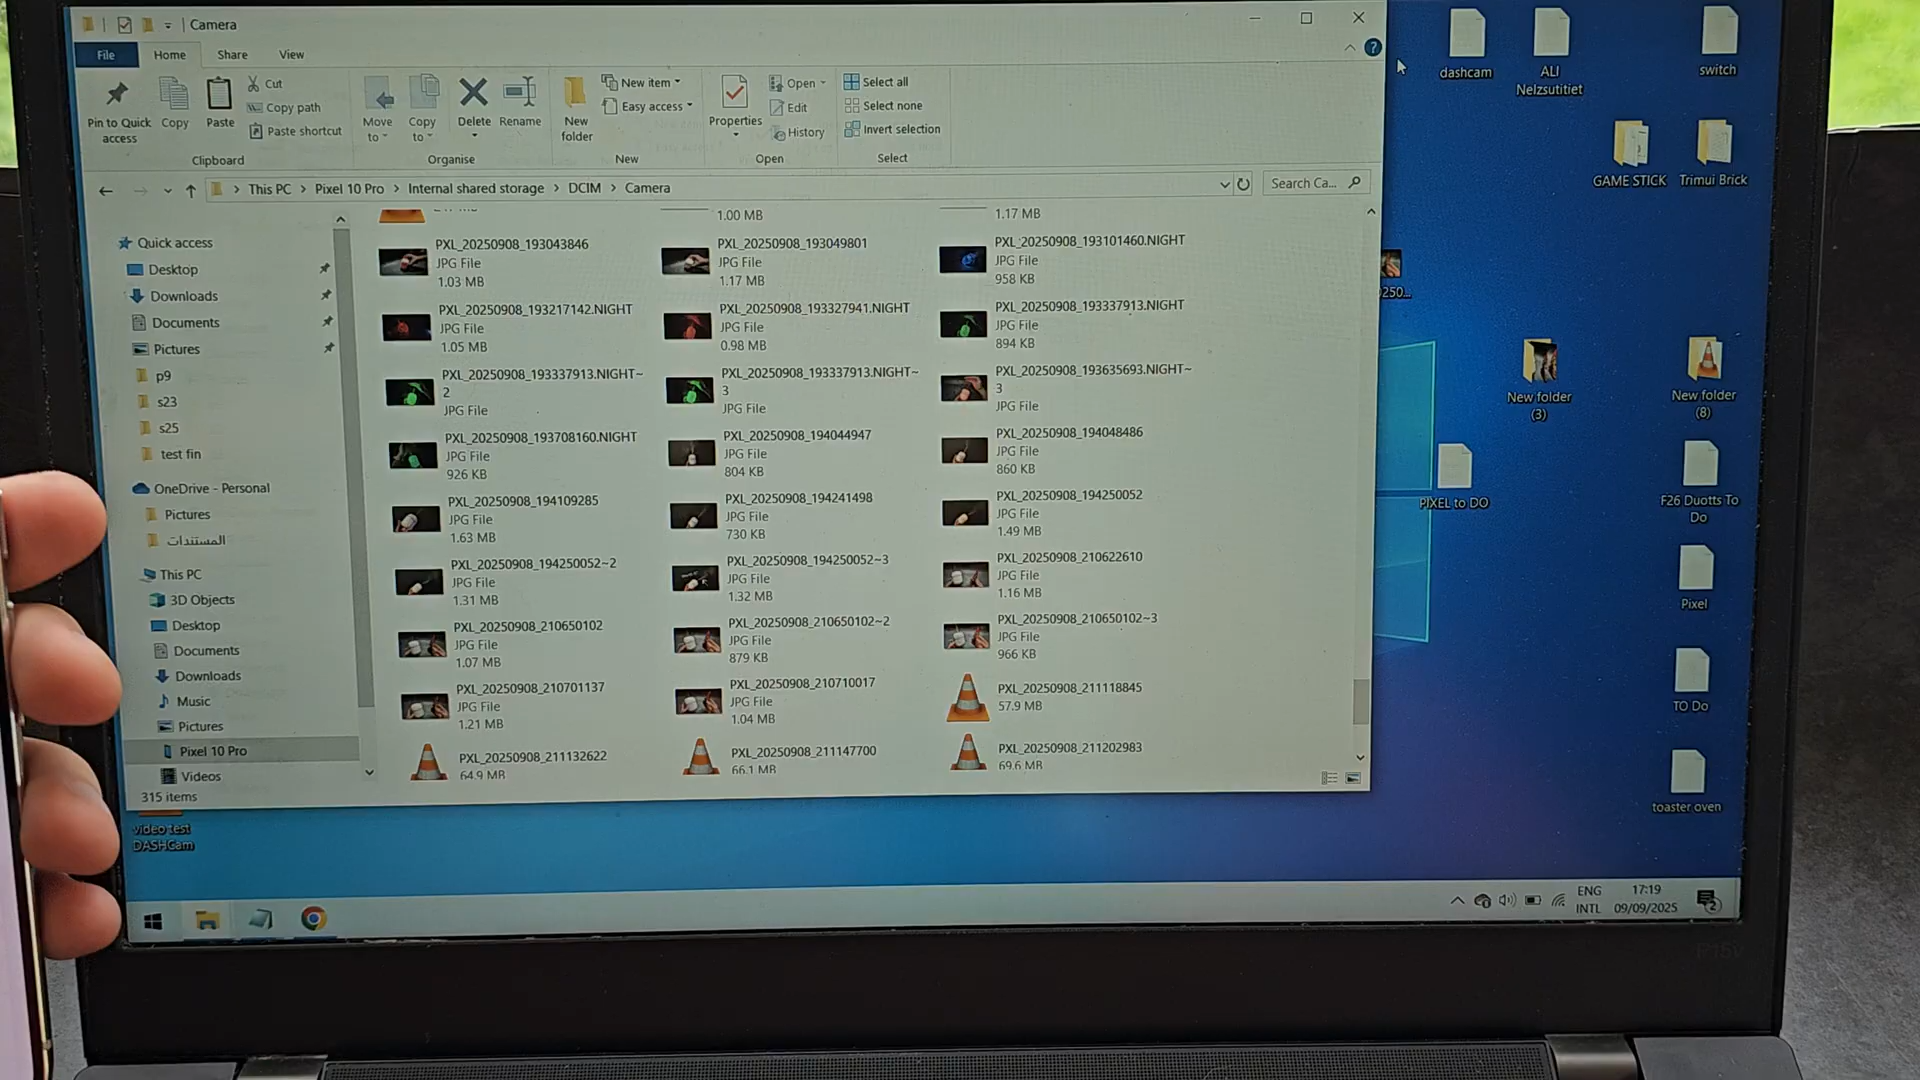 Camera
File Home Share View
Pin to Quick access
Copy
Paste
Cut
Copy path
Paste shortcut
Clipboard
Move to
Copy to
Delete
Rename
Organise
New folder
New item
Easy access
New
Properties
Open
Edit
History
Open
Select all
Select none
Invert selection
Select
This PC > Pixel 10 Pro > Internal shared storage > DCIM > Camera
Search Ca...
Quick access
Desktop
Downloads
Documents
Pictures
p9
s23
s25
test fin
OneDrive - Personal
Pictures
المستندات
This PC
3D Objects
Desktop
Documents
Downloads
Music
Pictures
Pixel 10 Pro
Videos
315 items
1.00 MB
1.17 MB
PXL_20250908_193043846
JPG File
1.03 MB
PXL_20250908_193049801
JPG File
1.17 MB
PXL_20250908_193101460.NIGHT
JPG File
958 KB
PXL_20250908_193217142.NIGHT
JPG File
1.05 MB
PXL_20250908_193327941.NIGHT
JPG File
0.98 MB
PXL_20250908_193337913.NIGHT
JPG File
894 KB
PXL_20250908_193337913.NIGHT~
2
JPG File
PXL_20250908_193337913.NIGHT~
3
JPG File
PXL_20250908_193635693.NIGHT~
3
JPG File
PXL_20250908_193708160.NIGHT
JPG File
926 KB
PXL_20250908_194044947
JPG File
804 KB
PXL_20250908_194048486
JPG File
860 KB
PXL_20250908_194109285
JPG File
1.63 MB
PXL_20250908_194241498
JPG File
730 KB
PXL_20250908_194250052
JPG File
1.49 MB
PXL_20250908_194250052~2
JPG File
1.31 MB
PXL_20250908_194250052~3
JPG File
1.32 MB
PXL_20250908_210622610
JPG File
1.16 MB
PXL_20250908_210650102
JPG File
1.07 MB
PXL_20250908_210650102~2
JPG File
879 KB
PXL_20250908_210650102~3
JPG File
966 KB
PXL_20250908_210701137
JPG File
1.21 MB
PXL_20250908_210710017
JPG File
1.04 MB
PXL_20250908_211118845
57.9 MB
PXL_20250908_211132622
64.9 MB
PXL_20250908_211147700
66.1 MB
PXL_20250908_211202983
69.6 MB
dashcam
ALI
Nelzsutitiet
switch
GAME STICK
Trimui Brick
250...
New folder
(3)
New folder
(8)
PIXEL to DO
F26 Duotts To
Do
Pixel
TO Do
toaster oven
video test
DASHCam
ENG
INTL
17:19
09/09/2025
2